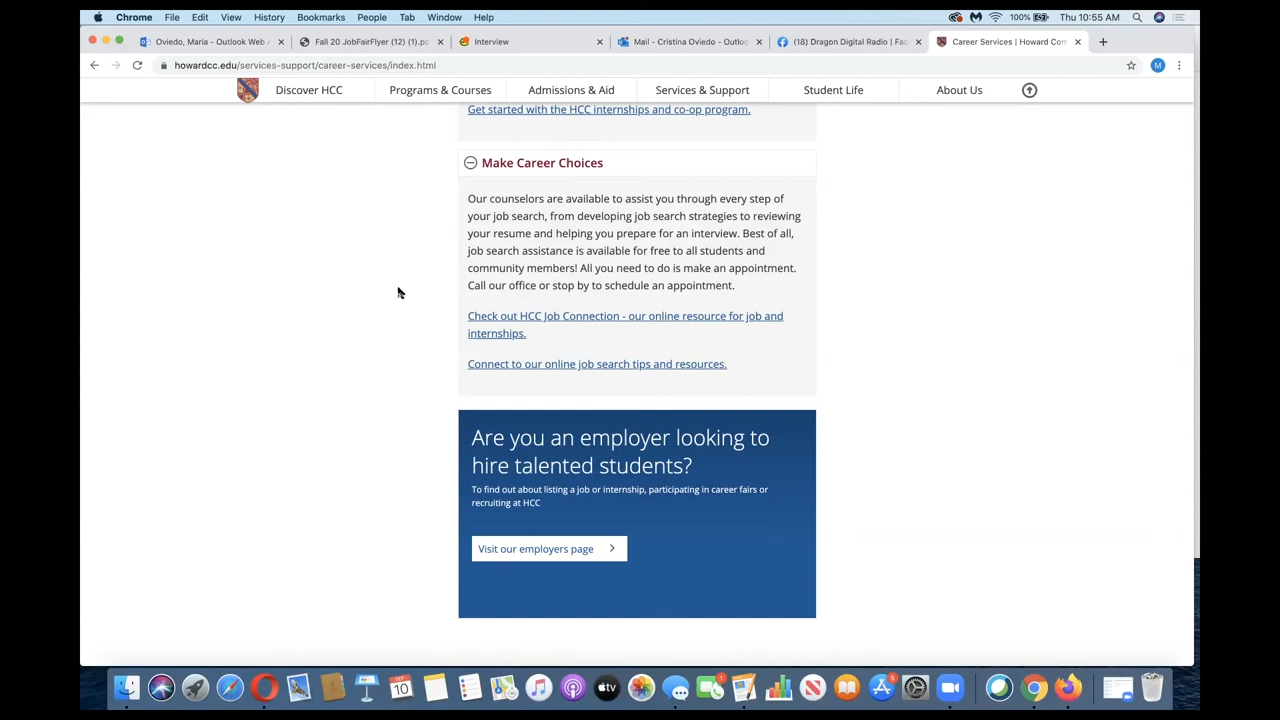 Chrome File Edit View History Bookmarks People Tab Window Help 100% Thu 10:55 AM
Oviedo, Maria - Outlook Web A Fall 20 JobFairFlyer (12) (1).pc Interview Mail - Cristina Oviedo - Outloo (18) Dragon Digital Radio | Fac Career Services | Howard Com
howardcc.edu/services-support/career-services/index.html M
Discover HCC Programs & Courses Admissions & Aid Services & Support Student Life About Us
Get started with the HCC internships and co-op program.
Make Career Choices
Our counselors are available to assist you through every step of
your job search, from developing job search strategies to reviewing
your resume and helping you prepare for an interview. Best of all,
job search assistance is available for free to all students and
community members! All you need to do is make an appointment.
Call our office or stop by to schedule an appointment.
Check out HCC Job Connection - our online resource for job and
internships.
Connect to our online job search tips and resources.
Are you an employer looking to
hire talented students?
To find out about listing a job or internship, participating in career fairs or
recruiting at HCC
Visit our employers page
tv